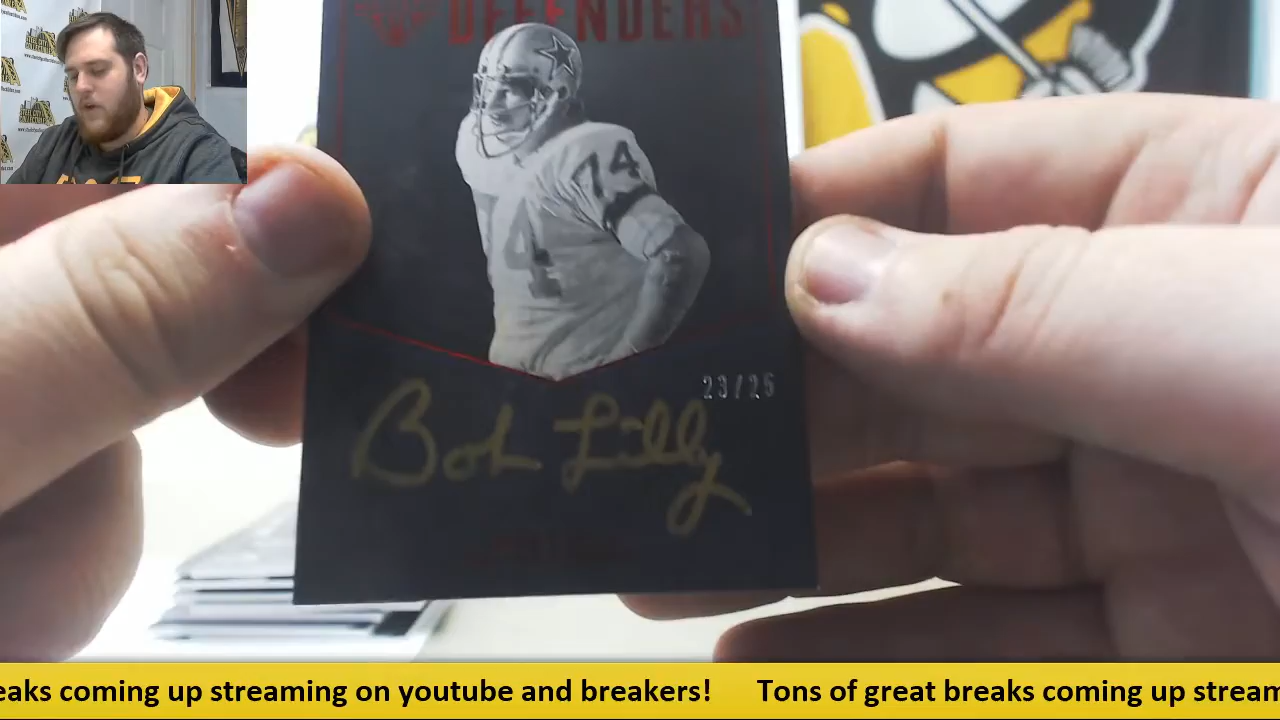 DEFENDERS
74
74
23/25
Bob Lilly
eaks coming up streaming on youtube and breakers! Tons of great breaks coming up stream